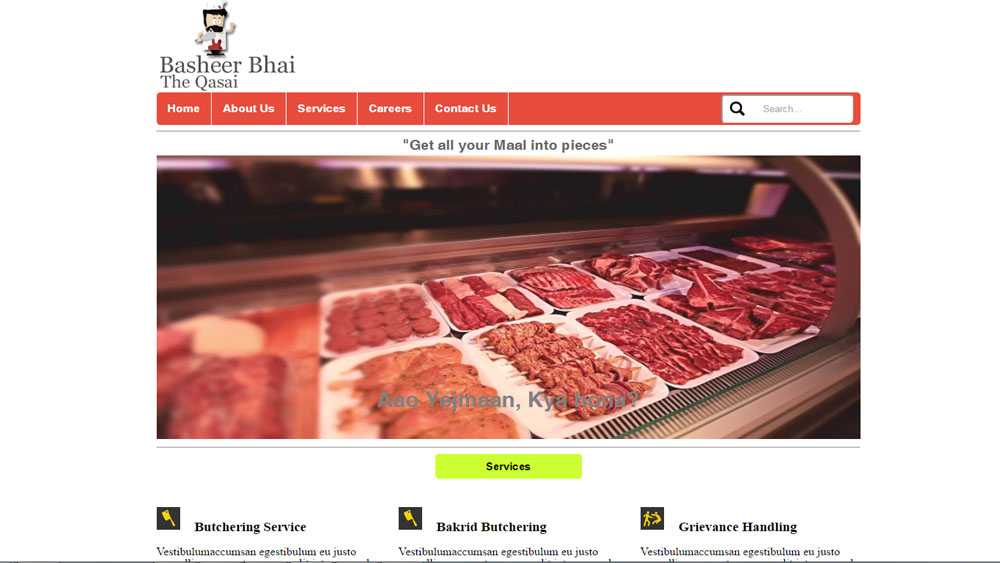 Basheer Bhai
The Qasai
Home About Us Services Careers Contact Us Search...
"Get all your Maal into pieces"
Aao Yejmaan, Kya hona?
Services
Butchering Service Bakrid Butchering Grievance Handling
Vestibulumaccumsan egestibulum eu justo Vestibulumaccumsan egestibulum eu justo Vestibulumaccumsan egestibulum eu justo